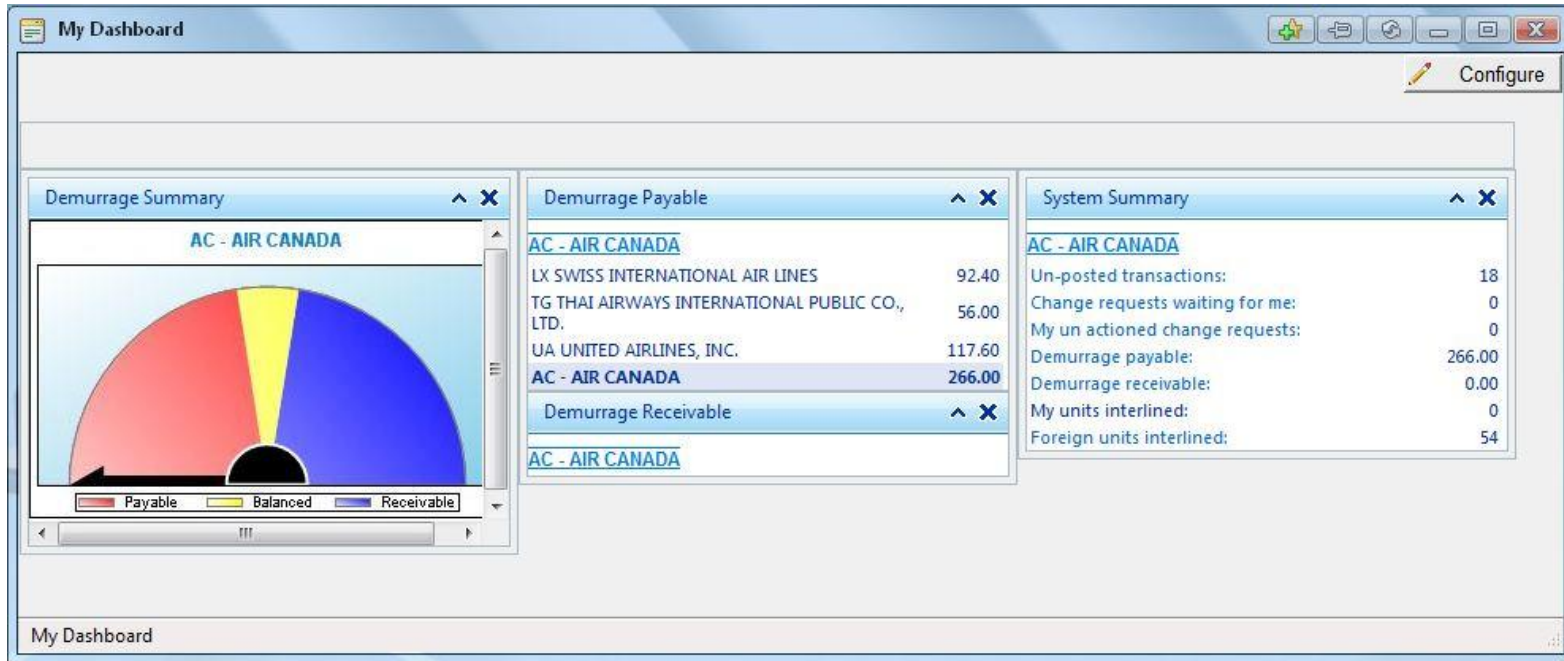 My Dashboard
Configure
Demurrage Summary
AC - AIR CANADA
Payable Balanced Receivable
Demurrage Payable
AC - AIR CANADA
LX SWISS INTERNATIONAL AIR LINES 92.40
TG THAI AIRWAYS INTERNATIONAL PUBLIC CO., 56.00
LTD.
UA UNITED AIRLINES, INC. 117.60
AC - AIR CANADA 266.00
Demurrage Receivable
AC - AIR CANADA
System Summary
AC - AIR CANADA
Un-posted transactions: 18
Change requests waiting for me: 0
My un actioned change requests: 0
Demurrage payable: 266.00
Demurrage receivable: 0.00
My units interlined: 0
Foreign units interlined: 54
My Dashboard